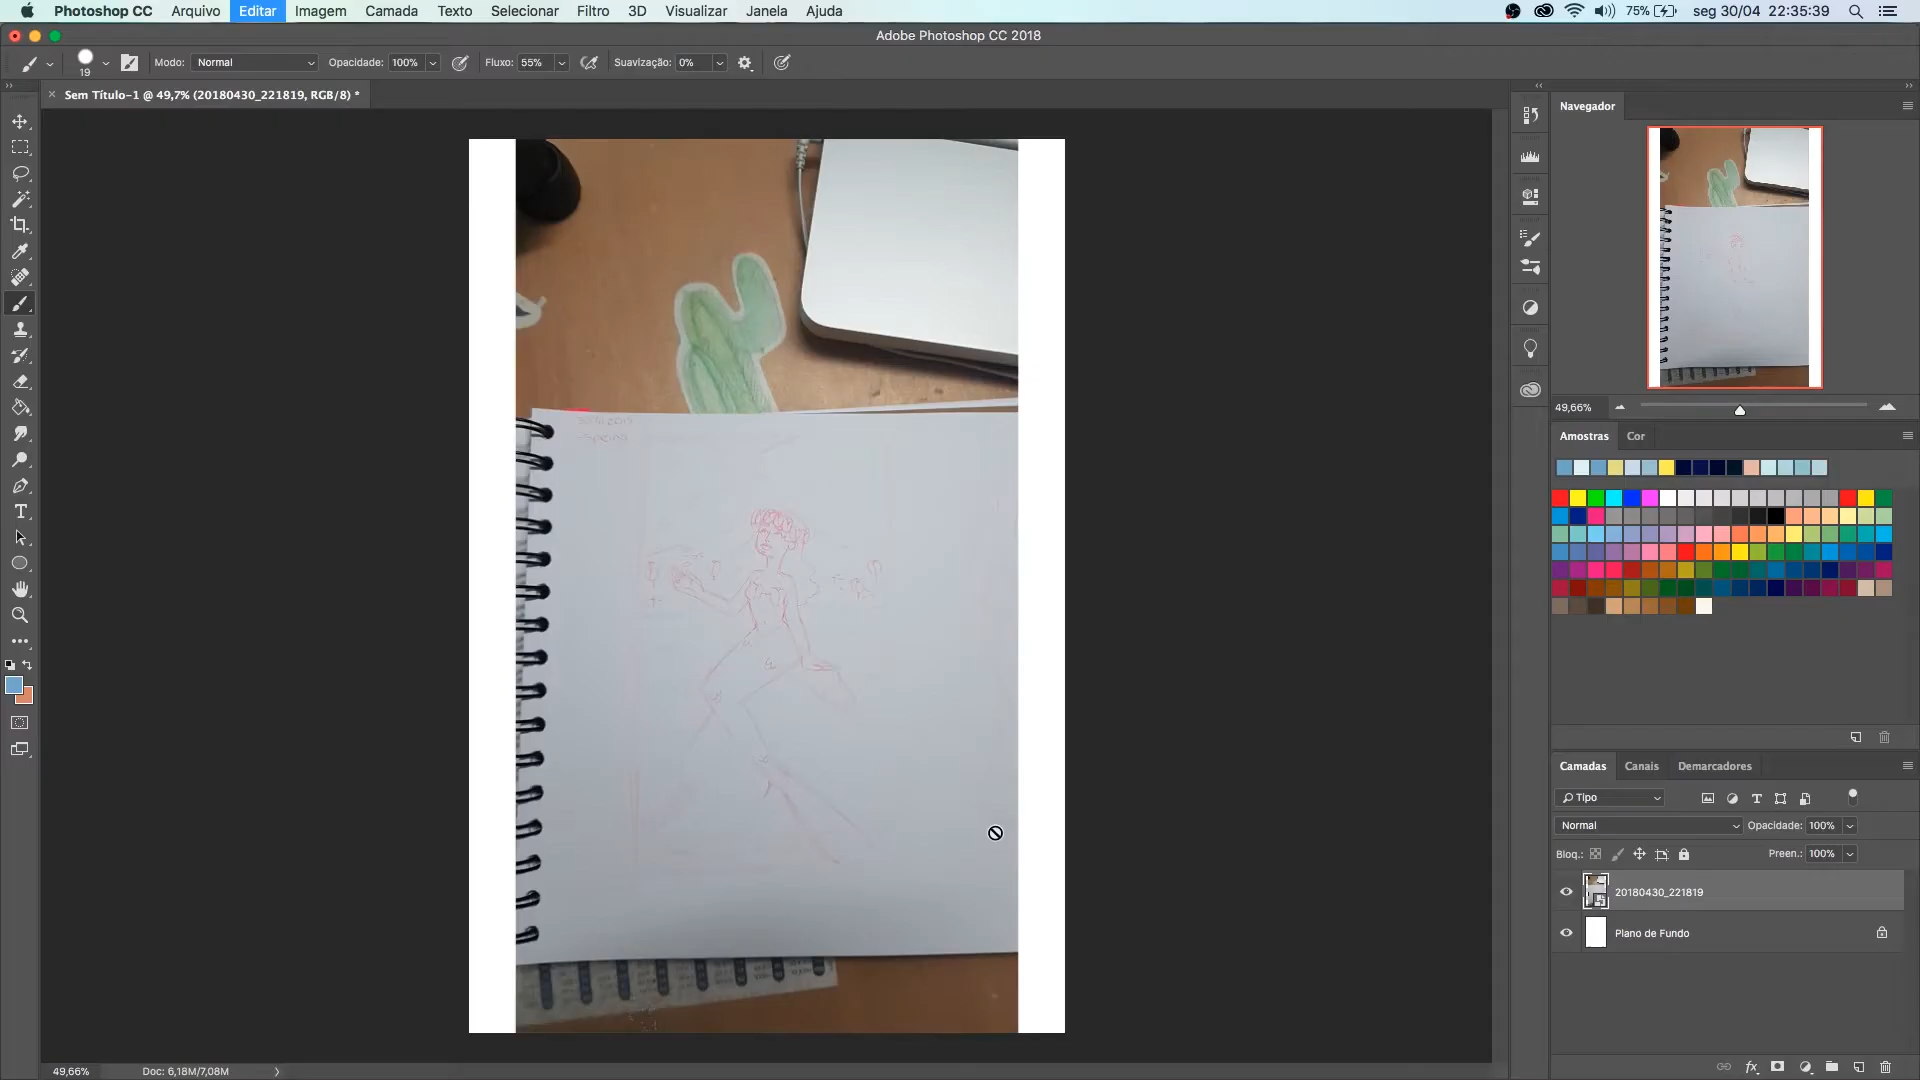 Photoshop CC Arquivo Editar Imagem Camada Texto Selecionar Filtro 3D Visualizar Janela Ajuda 75% seg 30/04 22:35:39
Adobe Photoshop CC 2018
19 Modo: Normal Opacidade: 100% Fluxo: 55% Suavização: 0%
× Sem Título-1 @ 49,7% (20180430_221819, RGB/8) *
Navegador
49,66%
Amostras Cor
Camadas Canais Demarcadores
Tipo
Normal Opacidade: 100%
Bloq.: Preen.: 100%
20180430_221819
Plano de Fundo
fx
49,66% Doc: 6,18M/7,08M